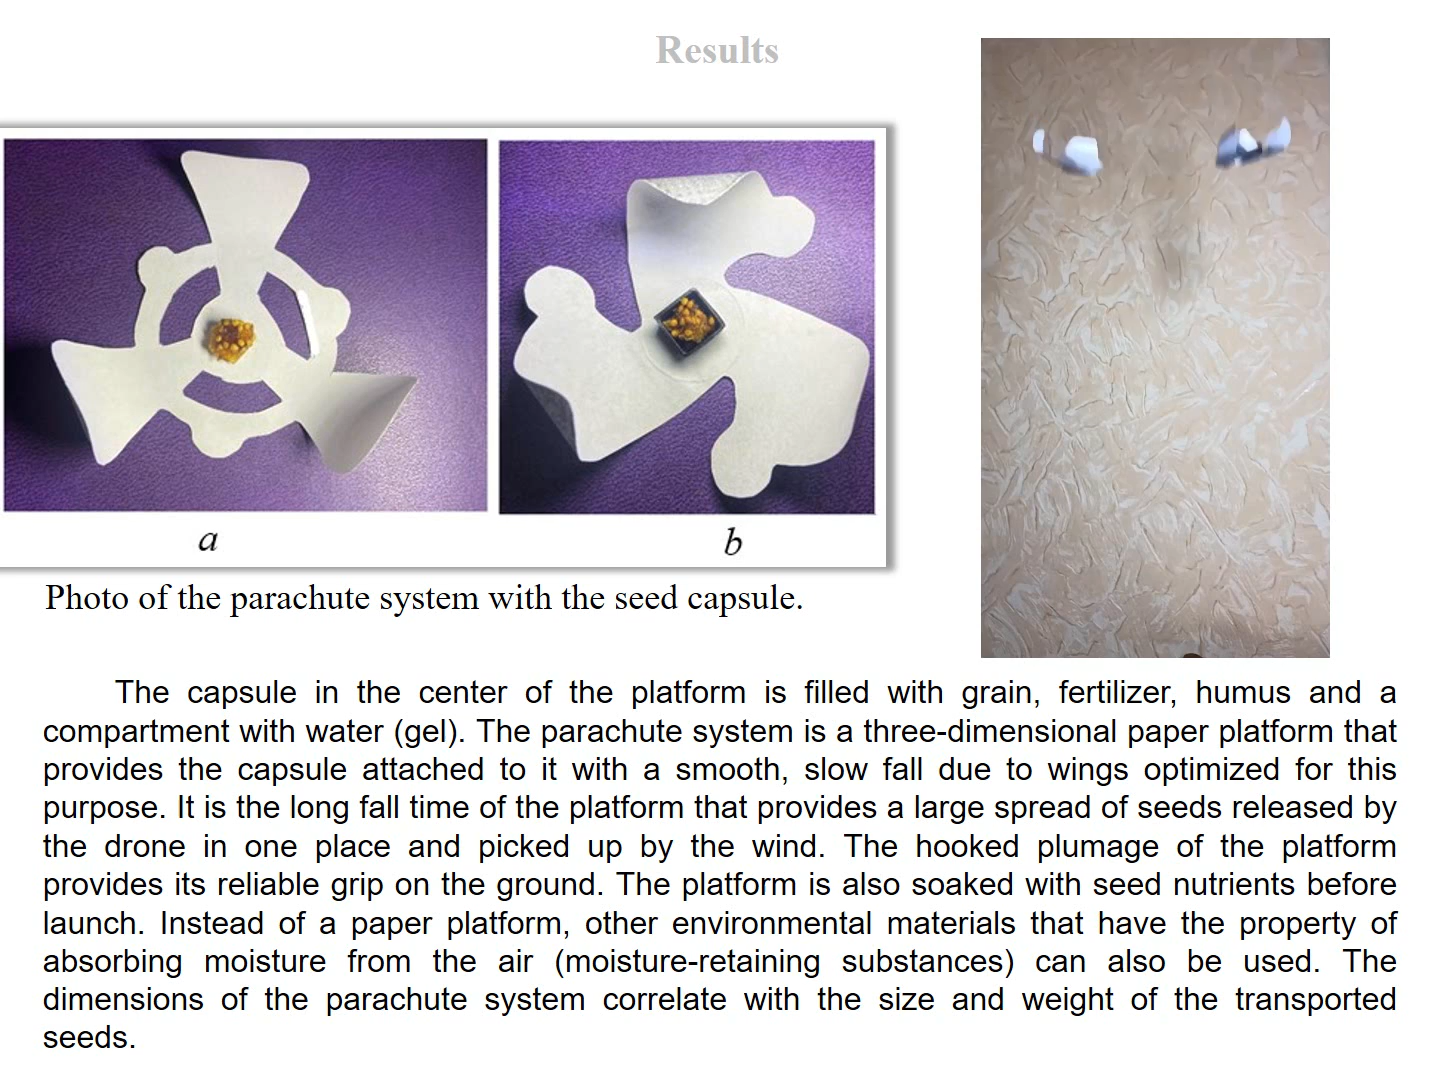 Results
a
b
Photo of the parachute system with the seed capsule.
The capsule in the center of the platform is filled with grain, fertilizer, humus and a
compartment with water (gel). The parachute system is a three-dimensional paper platform that
provides the capsule attached to it with a smooth, slow fall due to wings optimized for this
purpose. It is the long fall time of the platform that provides a large spread of seeds released by
the drone in one place and picked up by the wind. The hooked plumage of the platform
provides its reliable grip on the ground. The platform is also soaked with seed nutrients before
launch. Instead of a paper platform, other environmental materials that have the property of
absorbing moisture from the air (moisture-retaining substances) can also be used. The
dimensions of the parachute system correlate with the size and weight of the transported
seeds.